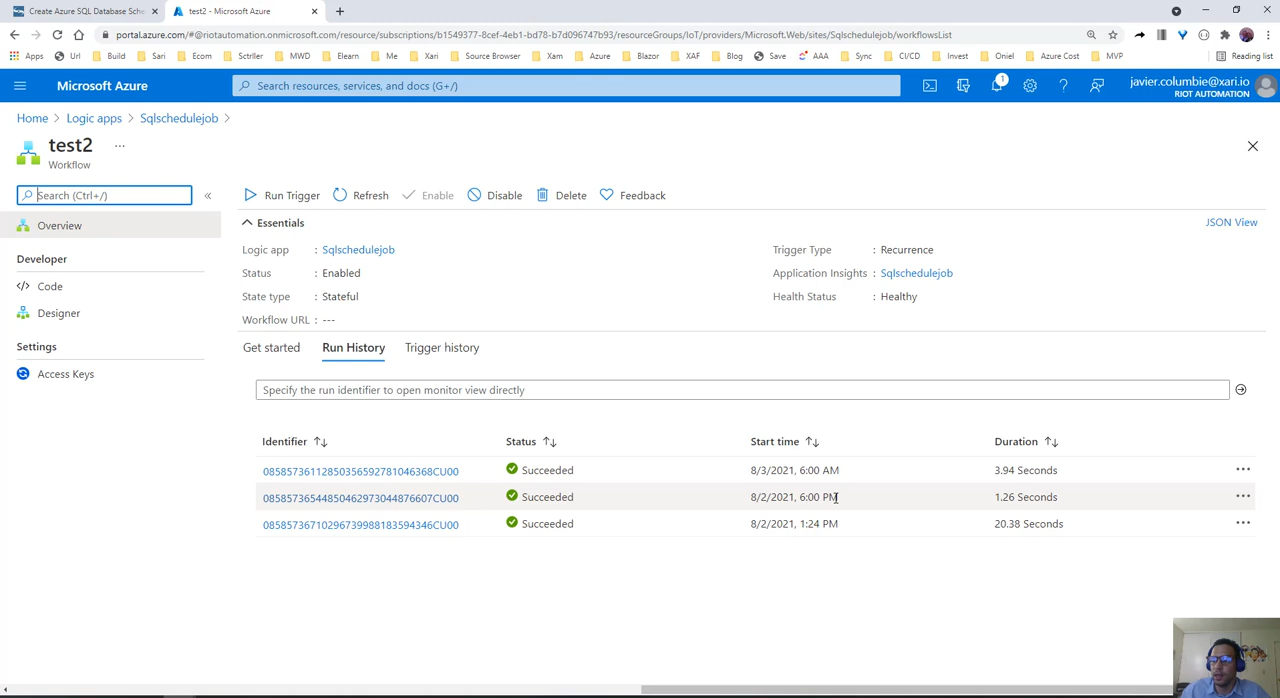 Create Azure SQL Database Sche
test2 - Microsoft Azure
portal.azure.com/#@riotautomation.onmicrosoft.com/resource/subscriptions/b1549377-8cef-4eb1-bd78-b7d096747b93/resourceGroups/IoT/providers/Microsoft.Web/sites/Sqlschedulejob/workflowsList
Apps Url Build Sari Ecom Sctrller MWD Elearn Me Xari Source Browser Xam Azure Blazor XAF Blog Save AAA Sync CI/CD Invest Oniel Azure Cost MVP Reading list
Microsoft Azure
Search resources, services, and docs (G+/)
1
javier.columbie@xari.io
RIOT AUTOMATION
Home > Logic apps > Sqlschedulejob >
test2 ...
Workflow
Search (Ctrl+/) «
Run Trigger Refresh Enable Disable Delete Feedback
Overview
Developer
Code
Designer
Settings
Access Keys
Essentials
JSON View
Logic app : Sqlschedulejob
Trigger Type : Recurrence
Status : Enabled
Application Insights : Sqlschedulejob
State type : Stateful
Health Status : Healthy
Workflow URL : ---
Get started Run History Trigger history
Specify the run identifier to open monitor view directly
Identifier Status Start time Duration
08585736112850356592781046368CU00 Succeeded 8/3/2021, 6:00 AM 3.94 Seconds
08585736544850462973044876607CU00 Succeeded 8/2/2021, 6:00 PM 1.26 Seconds
08585736710296739988183594346CU00 Succeeded 8/2/2021, 1:24 PM 20.38 Seconds